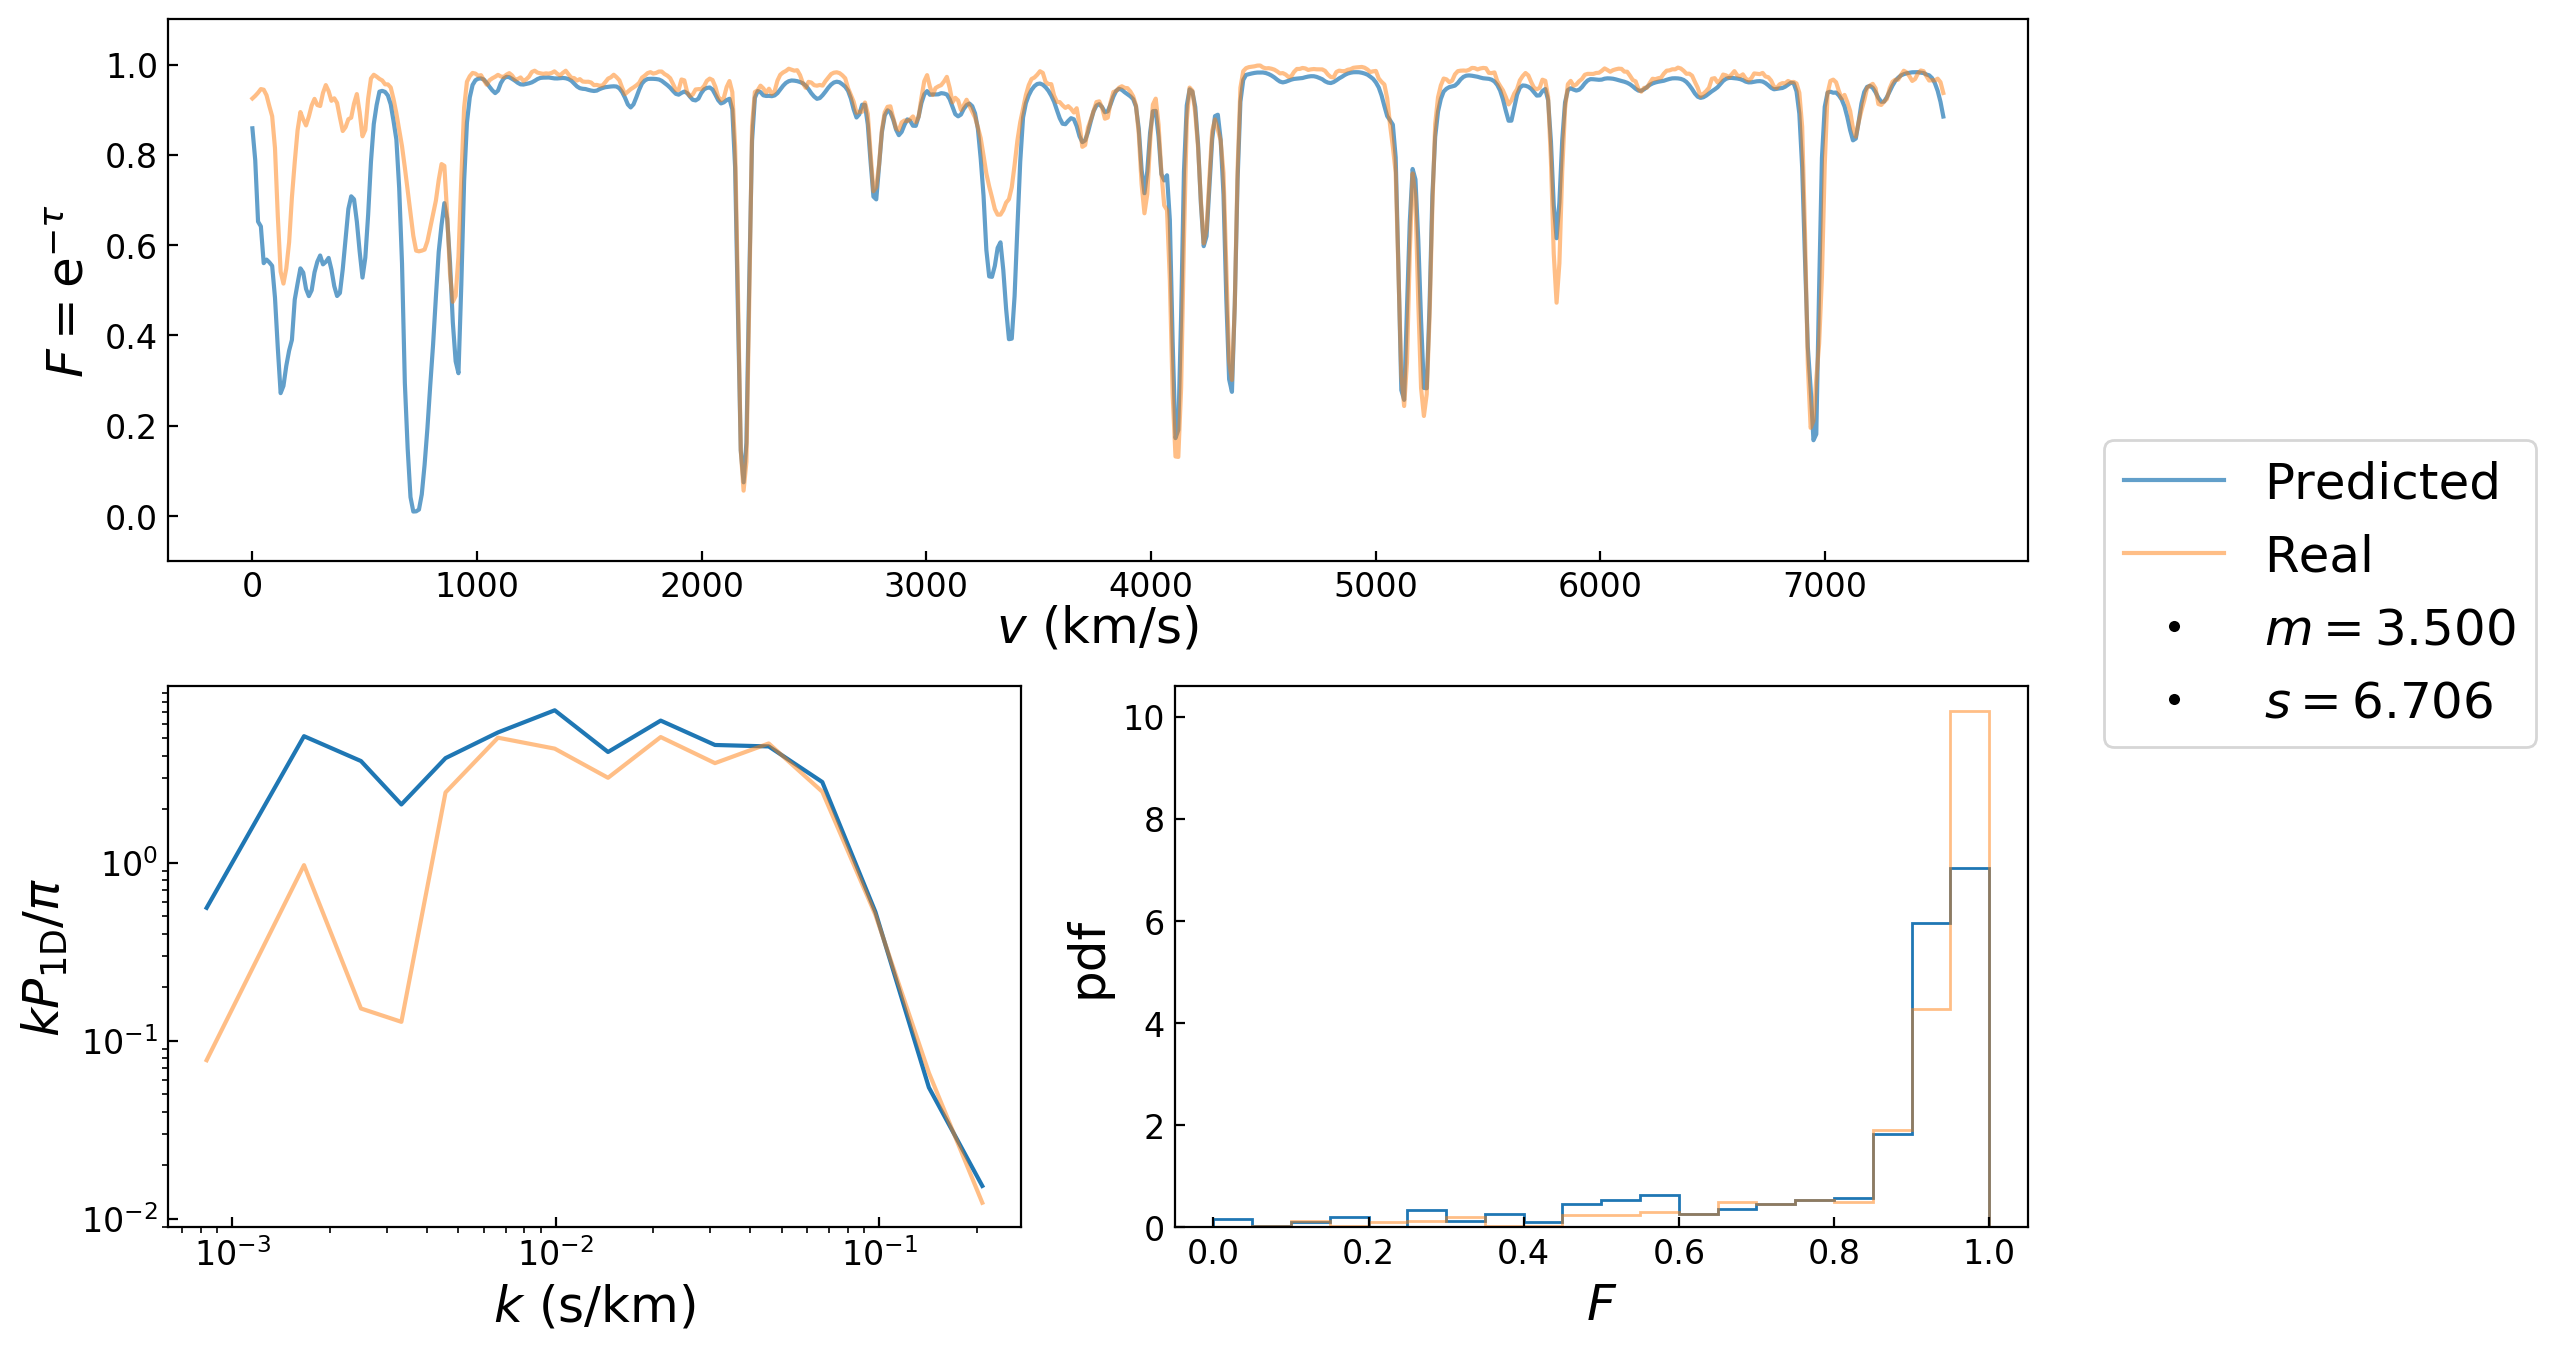 1.0
0.8
0.6
0.4
0.2
0.0
F = e^{−τ}
0 1000 2000 3000 4000 5000 6000 7000
v (km/s)
Predicted
Real
m = 3.500
s = 6.706
10^0
10^{−1}
10^{−2}
kP_{1D}/π
10^{−3} 10^{−2} 10^{−1}
k (s/km)
10
8
6
4
2
0
pdf
0.0 0.2 0.4 0.6 0.8 1.0
F